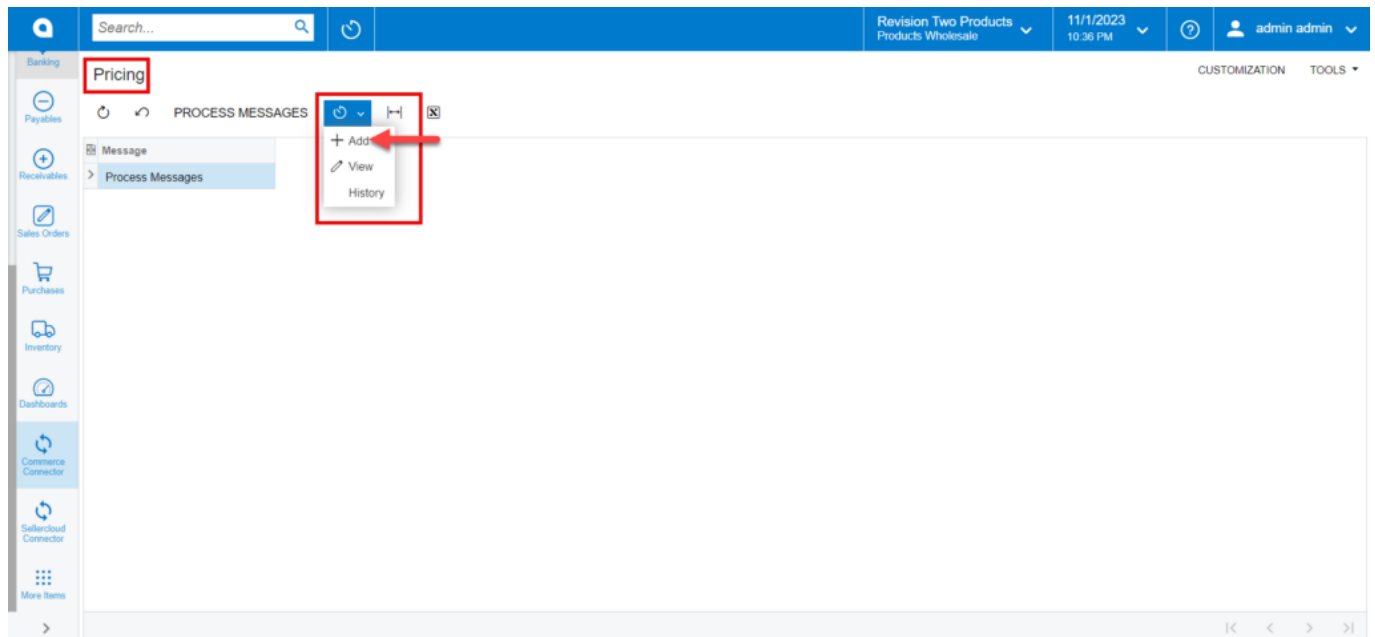 Search...
Revision Two Products
Products Wholesale
11/1/2023
10:36 PM
admin admin
Banking
Pricing
CUSTOMIZATION TOOLS
Payables
PROCESS MESSAGES
Add
Message
View
Receivables
Process Messages
History
Sales Orders
Purchases
Inventory
Dashboards
Commerce
Connector
Sellercloud
Connector
More Items